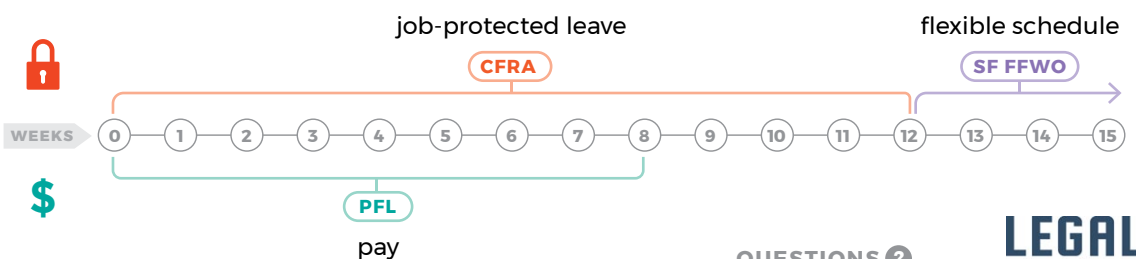 job-protected leave flexible schedule
CFRA SF FFWO
WEEKS 0 1 2 3 4 5 6 7 8 9 10 11 12 13 14 15
$
PFL
pay
QUESTIONS ?
LEGAL